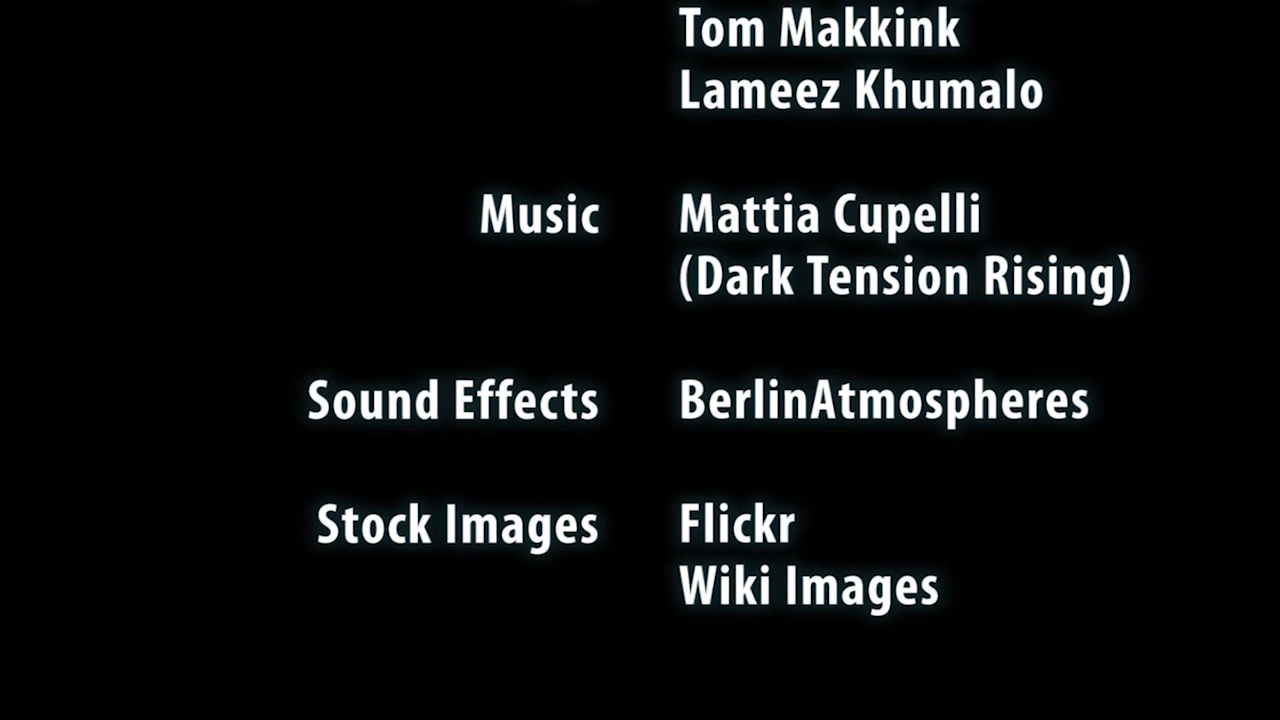 Tom Makkink
Lameez Khumalo
Music Mattia Cupelli
(Dark Tension Rising)
Sound Effects BerlinAtmospheres
Stock Images Flickr
Wiki Images